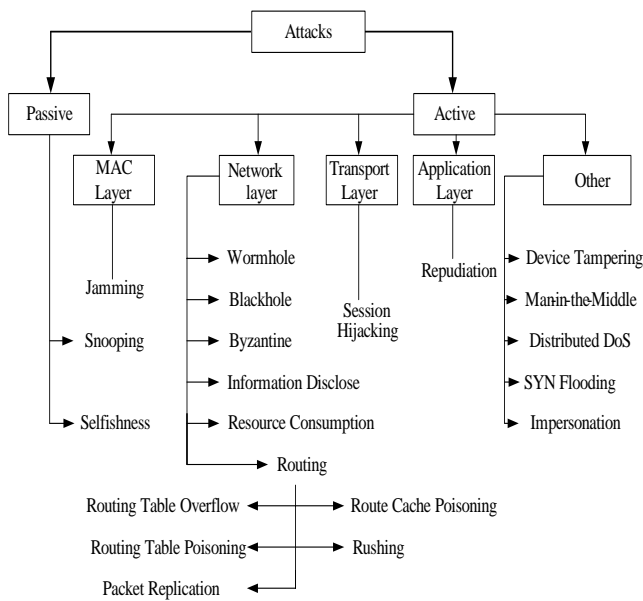 Attacks
Passive
Active
MAC
Layer
Network
layer
Transport
Layer
Application
Layer
Other
Jamming
Snooping
Selfishness
Wormhole
Blackhole
Byzantine
Information Disclose
Resource Consumption
Routing
Routing Table Overflow
Route Cache Poisoning
Routing Table Poisoning
Rushing
Packet Replication
Session
Hijacking
Repudiation
Device Tampering
Man-in-the-Middle
Distributed DoS
SYN Flooding
Impersonation